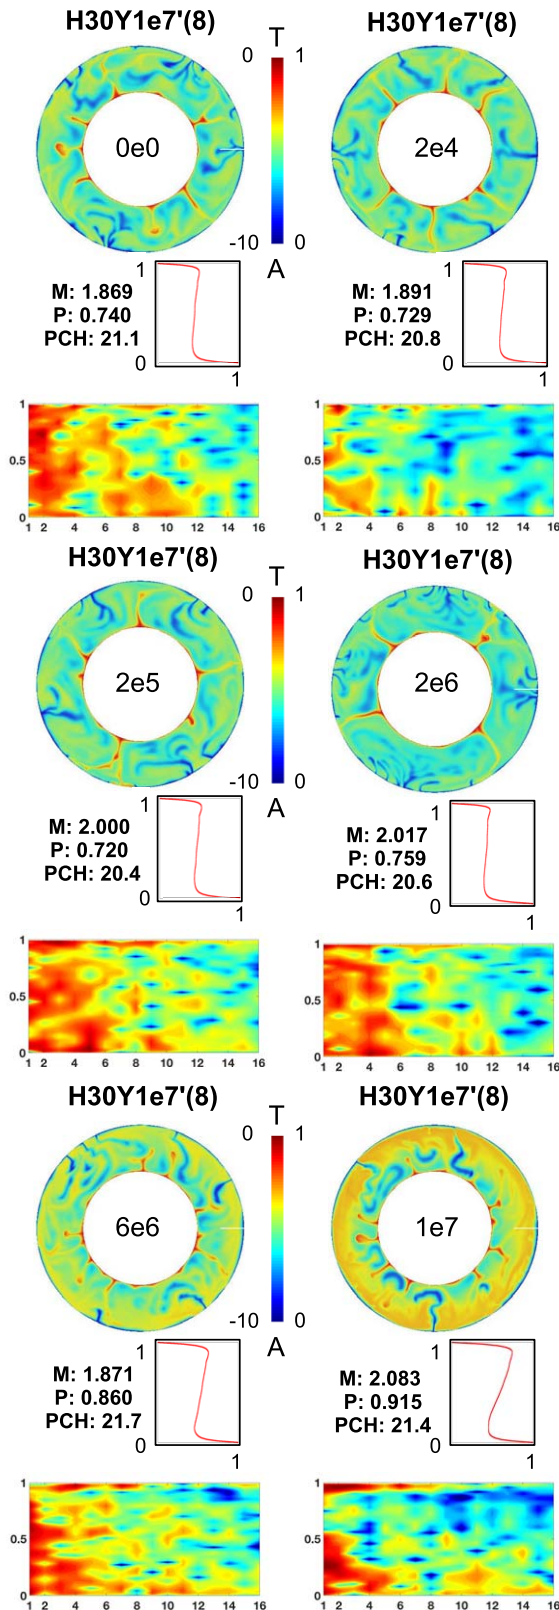 H30Y1e7'(8) H30Y1e7'(8)
T
0 1
0e0 2e4
-10 0
A
1 1
M: 1.869 M: 1.891
P: 0.740 P: 0.729
PCH: 21.1 PCH: 20.8
0 0
1 1
1 1
0.5 0.5
0 0
1 2 4 6 8 10 12 14 16 1 2 4 6 8 10 12 14 16
H30Y1e7'(8) H30Y1e7'(8)
T
0 1
2e5 2e6
-10 0
A
1 1
M: 2.000 M: 2.017
P: 0.720 P: 0.759
PCH: 20.4 PCH: 20.6
0 0
1 1
1 1
0.5 0.5
0 0
1 2 4 6 8 10 12 14 16 1 2 4 6 8 10 12 14 16
H30Y1e7'(8) H30Y1e7'(8)
T
0 1
6e6 1e7
-10 0
A
1 1
M: 1.871 M: 2.083
P: 0.860 P: 0.915
PCH: 21.7 PCH: 21.4
0 0
1 1
1 1
0.5 0.5
0 0
1 2 4 6 8 10 12 14 16 1 2 4 6 8 10 12 14 16